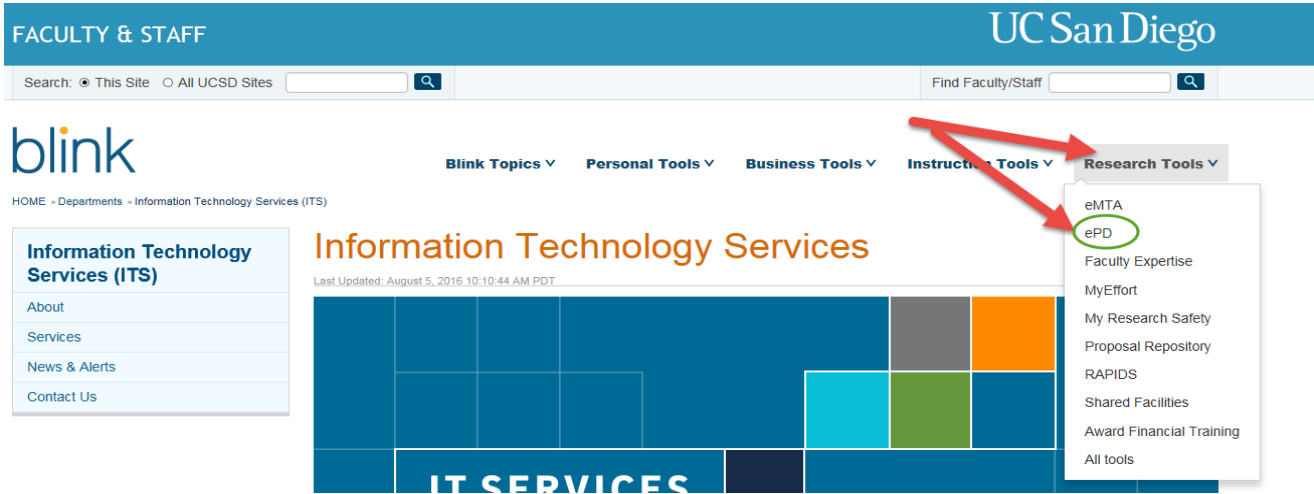 FACULTY & STAFF
UC San Diego
Search: This Site All UCSD Sites
Find Faculty/Staff
blink
Blink Topics Personal Tools Business Tools Instruction Tools Research Tools
HOME » Departments » Information Technology Services (ITS)
Information Technology
Services (ITS)
About
Services
News & Alerts
Contact Us
Information Technology Services
Last Updated: August 5, 2016 10:10:44 AM PDT
IT SERVICES
eMTA
ePD
Faculty Expertise
MyEffort
My Research Safety
Proposal Repository
RAPIDS
Shared Facilities
Award Financial Training
All tools